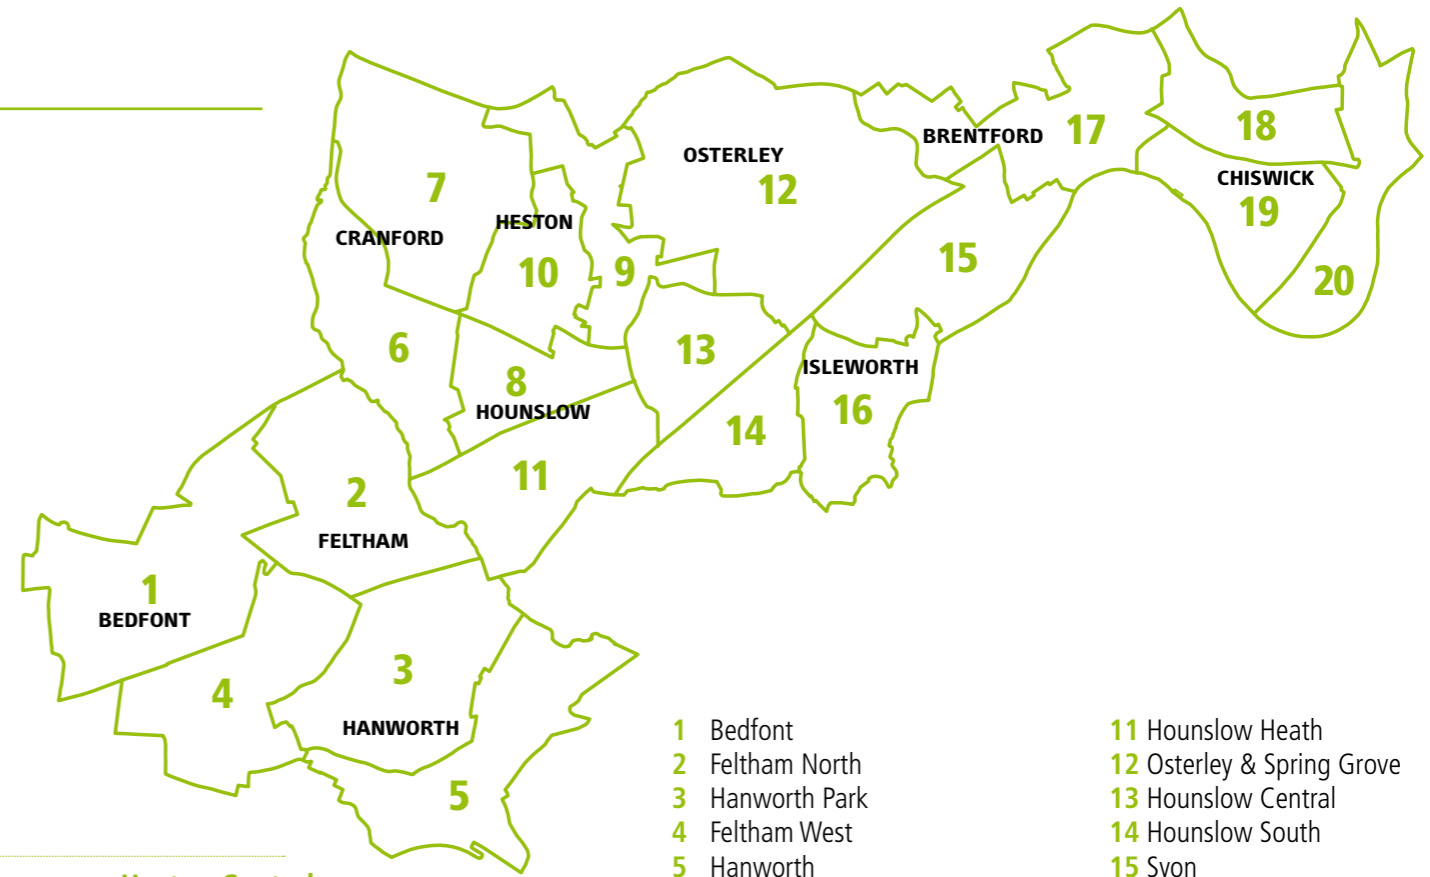 17
18
BRENTFORD
OSTERLEY
12
CHISWICK
7
19
HESTON
CRANFORD
10
9
15
20
6
13
ISLEWORTH
8
16
HOUNSLOW
14
11
2
FELTHAM
1
BEDFONT
3
4
HANWORTH
5
1 Bedfont
2 Feltham North
3 Hanworth Park
4 Feltham West
5 Hanworth
11 Hounslow Heath
12 Osterley & Spring Grove
13 Hounslow Central
14 Hounslow South
15 Syon